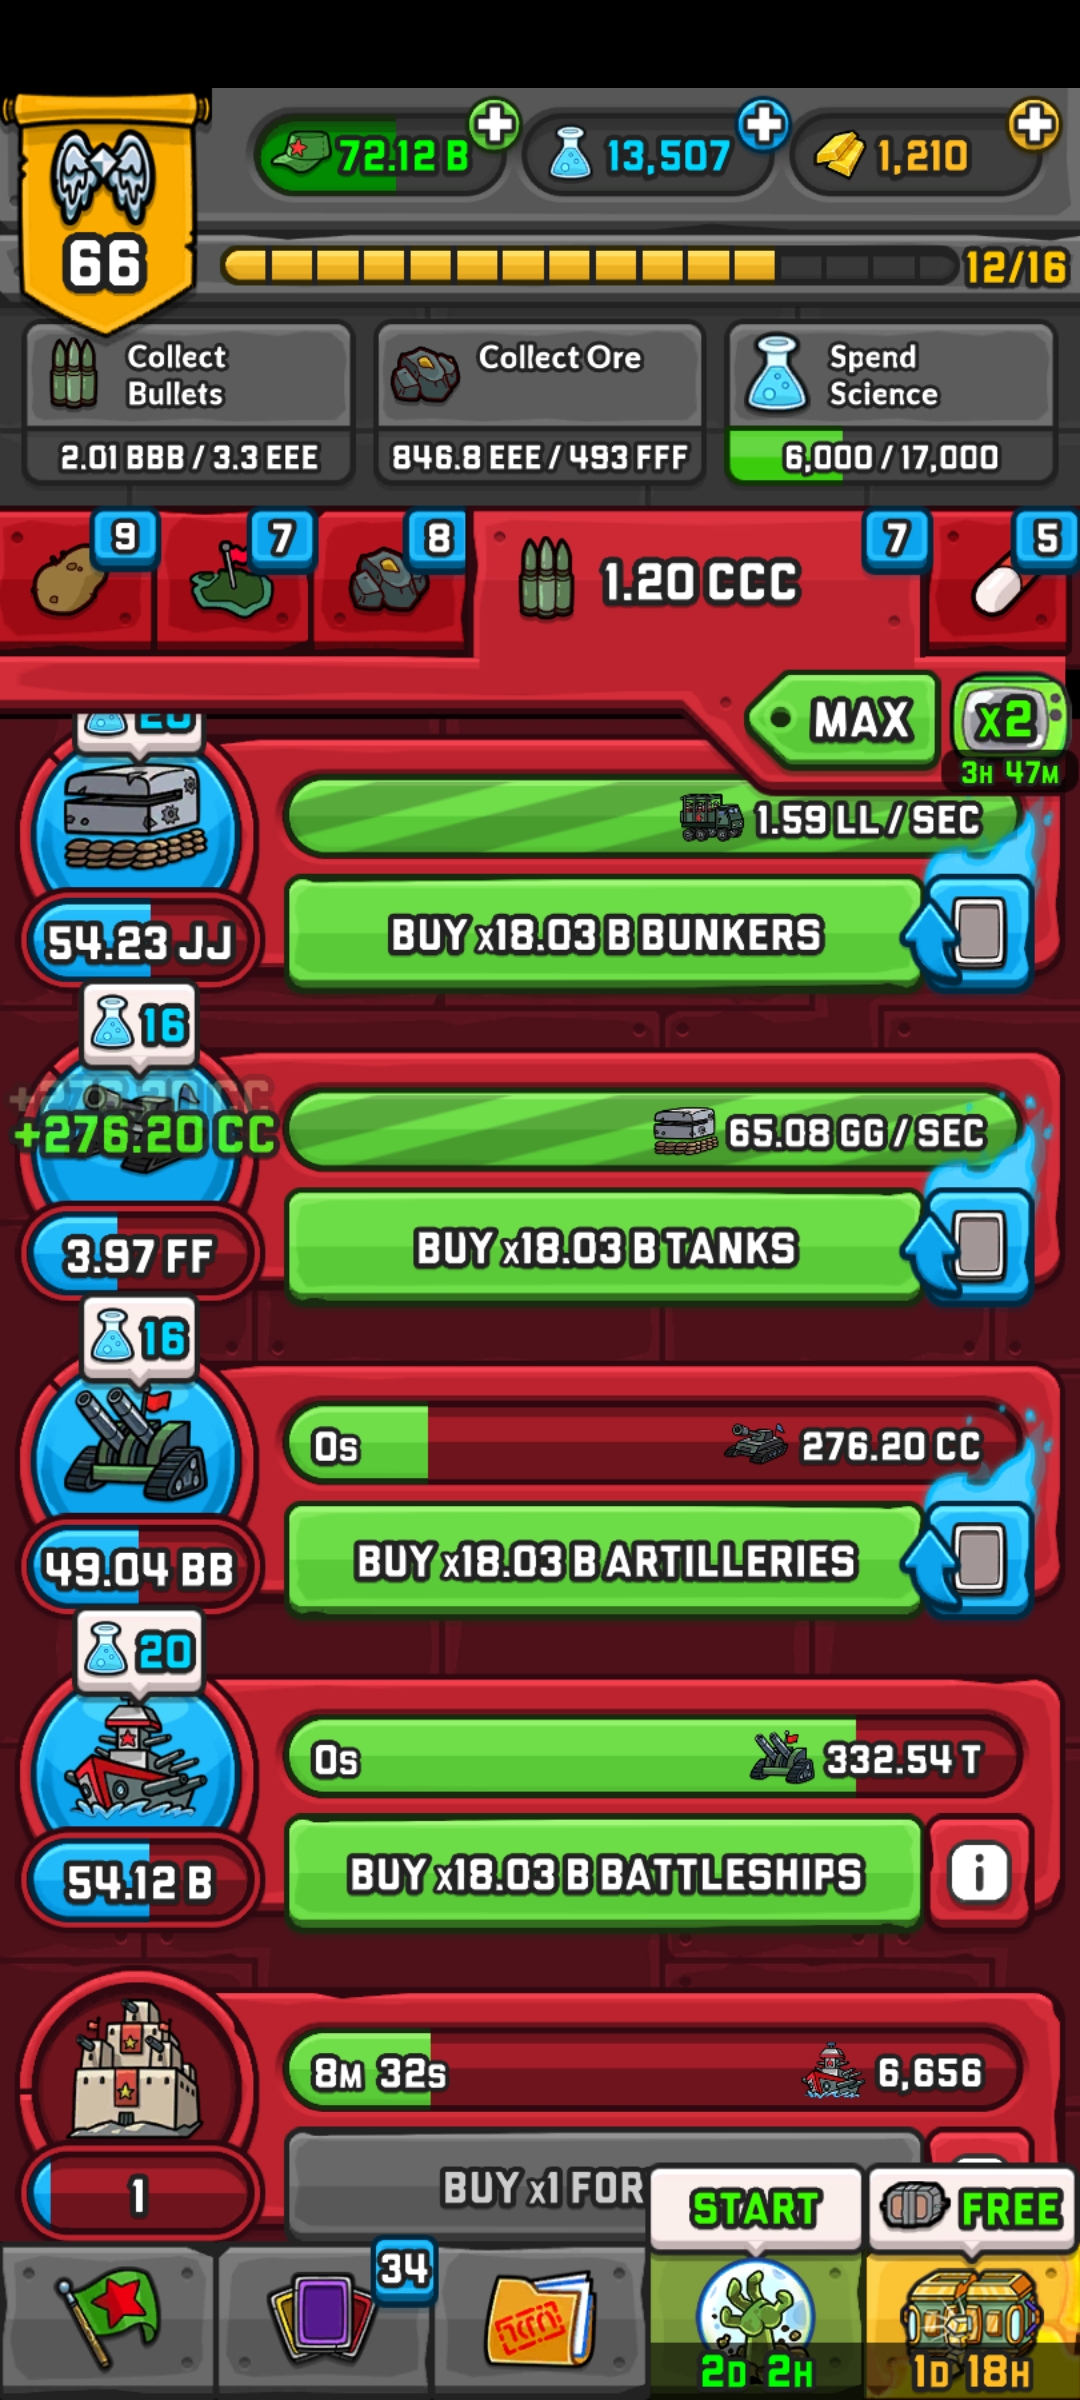 66
72.12 B
13,507
1,210
12/16
Collect
Bullets
2.01 BBB / 3.3 EEE
Collect Ore
846.8 EEE / 493 FFF
Spend
Science
6,000 / 17,000
9
7
8
1.20 CCC
7
5
MAX
x2
3H 47M
1.59 LL / SEC
54.23 JJ
BUY x18.03 B BUNKERS
16
+276.20 CC
65.08 GG / SEC
3.97 FF
BUY x18.03 B TANKS
16
0s
276.20 CC
49.04 BB
BUY x18.03 B ARTILLERIES
20
0s
332.54 T
54.12 B
BUY x18.03 B BATTLESHIPS
i
8M 32s
6,656
1
BUY x1 FOR
START
FREE
34
2D 2H
1D 18H